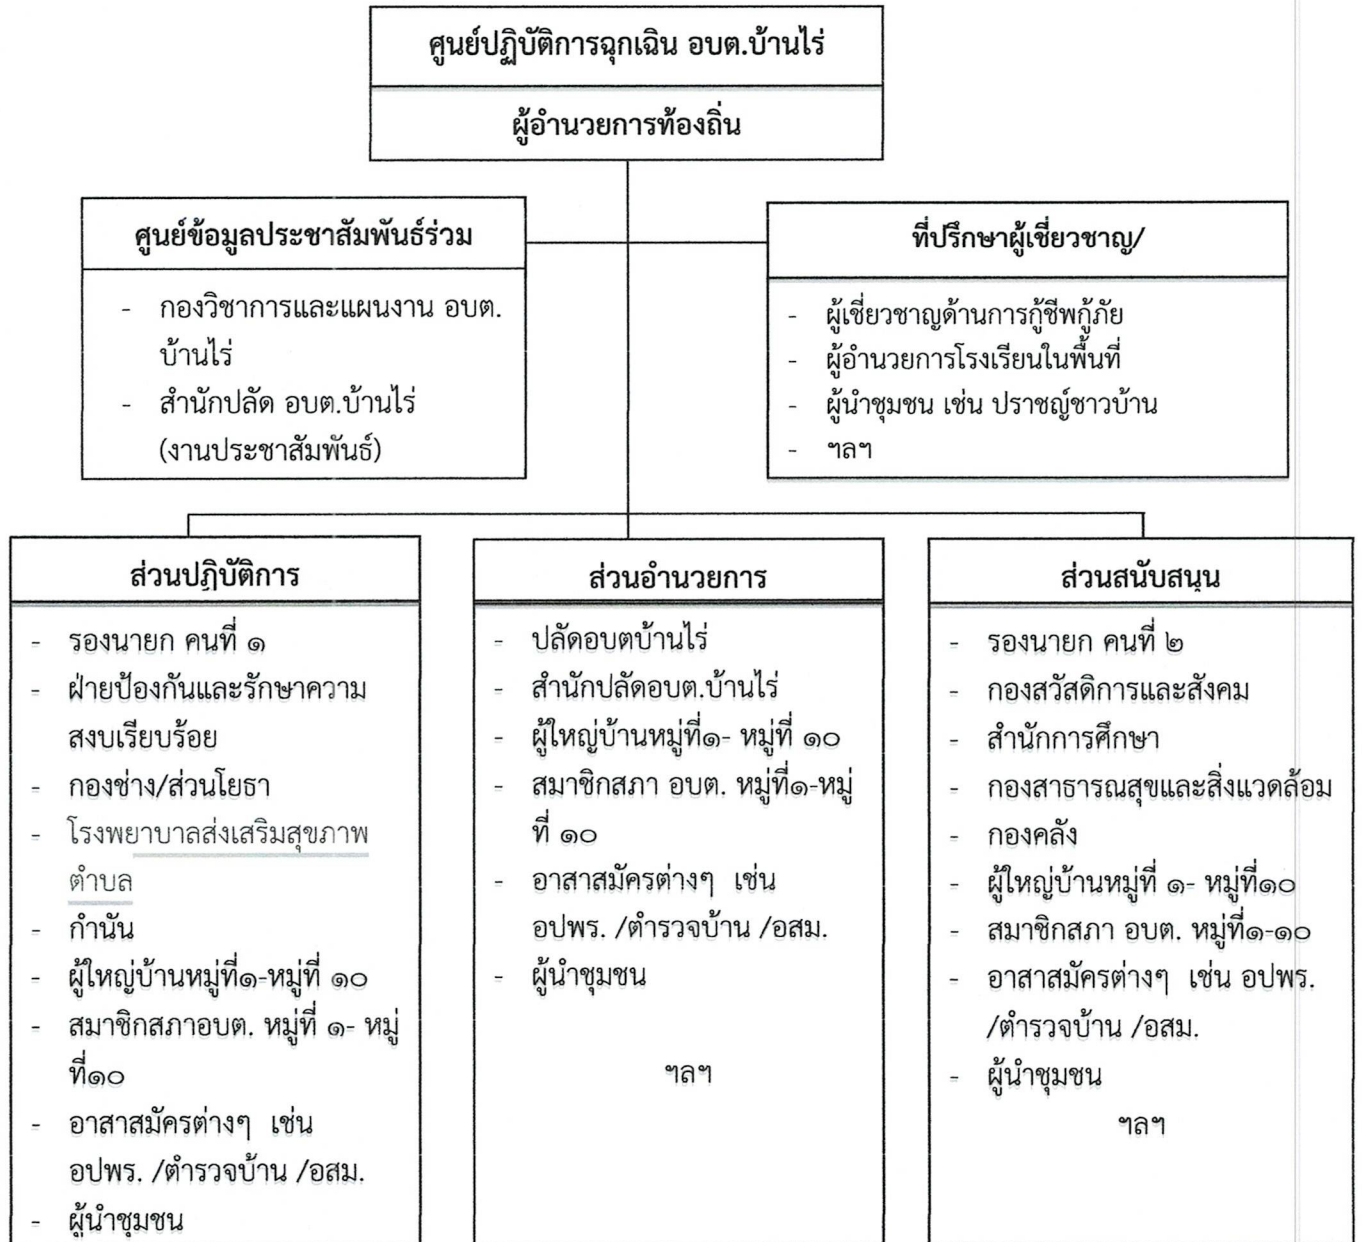 ศูนย์ปฏิบัติการฉุกเฉิน อบต.บ้านไร่
ผู้อำนวยการท้องถิ่น
ศูนย์ข้อมูลประชาสัมพันธ์ร่วม
- กองวิชาการและแผนงาน อบต.
บ้านไร่
- สำนักปลัด อบต.บ้านไร่
(งานประชาสัมพันธ์)
ที่ปรึกษาผู้เชี่ยวชาญ/
- ผู้เชี่ยวชาญด้านการกู้ชีพกู้ภัย
- ผู้อำนวยการโรงเรียนในพื้นที่
- ผู้นำชุมชน เช่น ปราชญ์ชาวบ้าน
- ฯลฯ
ส่วนปฏิบัติการ
- รองนายก คนที่ ๑
- ฝ่ายป้องกันและรักษาความ
สงบเรียบร้อย
- กองช่าง/ส่วนโยธา
- โรงพยาบาลส่งเสริมสุขภาพ
ตำบล
- กำนัน
- ผู้ใหญ่บ้านหมู่ที่๑-หมู่ที่ ๑๐
- สมาชิกสภาอบต. หมู่ที่ ๑- หมู่
ที่๑๐
- อาสาสมัครต่างๆ เช่น
อปพร. /ตำรวจบ้าน /อสม.
- ผู้นำชุมชน
ส่วนอำนวยการ
- ปลัดอบตบ้านไร่
- สำนักปลัดอบต.บ้านไร่
- ผู้ใหญ่บ้านหมู่ที่๑- หมู่ที่ ๑๐
- สมาชิกสภา อบต. หมู่ที่๑-หมู่
ที่ ๑๐
- อาสาสมัครต่างๆ เช่น
อปพร. /ตำรวจบ้าน /อสม.
- ผู้นำชุมชน
ฯลฯ
ส่วนสนับสนุน
- รองนายก คนที่ ๒
- กองสวัสดิการและสังคม
- สำนักการศึกษา
- กองสาธารณสุขและสิ่งแวดล้อม
- กองคลัง
- ผู้ใหญ่บ้านหมู่ที่ ๑- หมู่ที่๑๐
- สมาชิกสภา อบต. หมู่ที่๑-๑๐
- อาสาสมัครต่างๆ เช่น อปพร.
/ตำรวจบ้าน /อสม.
- ผู้นำชุมชน
ฯลฯ